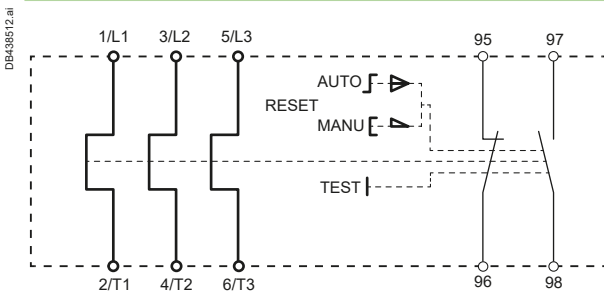 DB438512.ai
1/L1 3/L2 5/L3 95 97
AUTO
RESET
MANU
TEST
2/T1 4/T2 6/T3 96 98